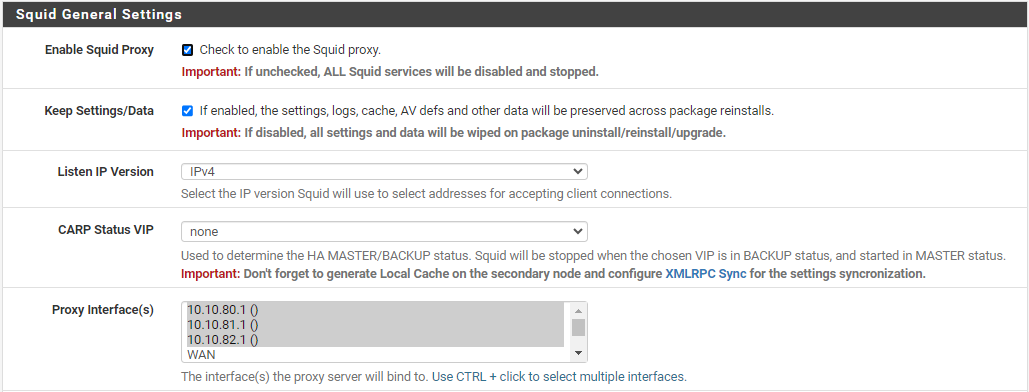 Squid General Settings
Enable Squid Proxy
Check to enable the Squid proxy.
Important: If unchecked, ALL Squid services will be disabled and stopped.
Keep Settings/Data
If enabled, the settings, logs, cache, AV defs and other data will be preserved across package reinstalls.
Important: If disabled, all settings and data will be wiped on package uninstall/reinstall/upgrade.
Listen IP Version
IPv4
Select the IP version Squid will use to select addresses for accepting client connections.
CARP Status VIP
none
Used to determine the HA MASTER/BACKUP status. Squid will be stopped when the chosen VIP is in BACKUP status, and started in MASTER status.
Important: Don't forget to generate Local Cache on the secondary node and configure XMLRPC Sync for the settings syncronization.
Proxy Interface(s)
10.10.80.1 ()
10.10.81.1 ()
10.10.82.1 ()
WAN
The interface(s) the proxy server will bind to. Use CTRL + click to select multiple interfaces.